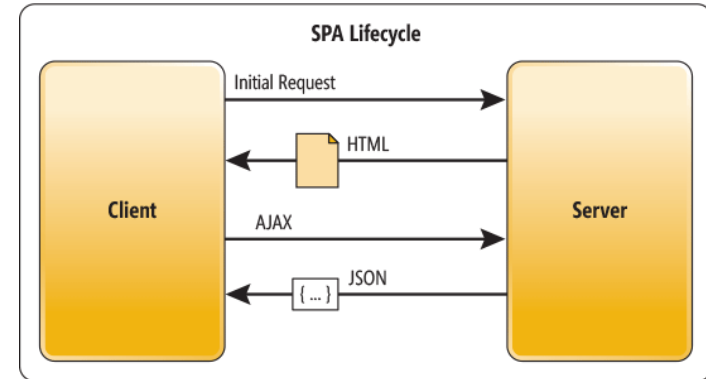 SPA Lifecycle
Initial Request
HTML
Client
Server
AJAX
JSON
{ ... }